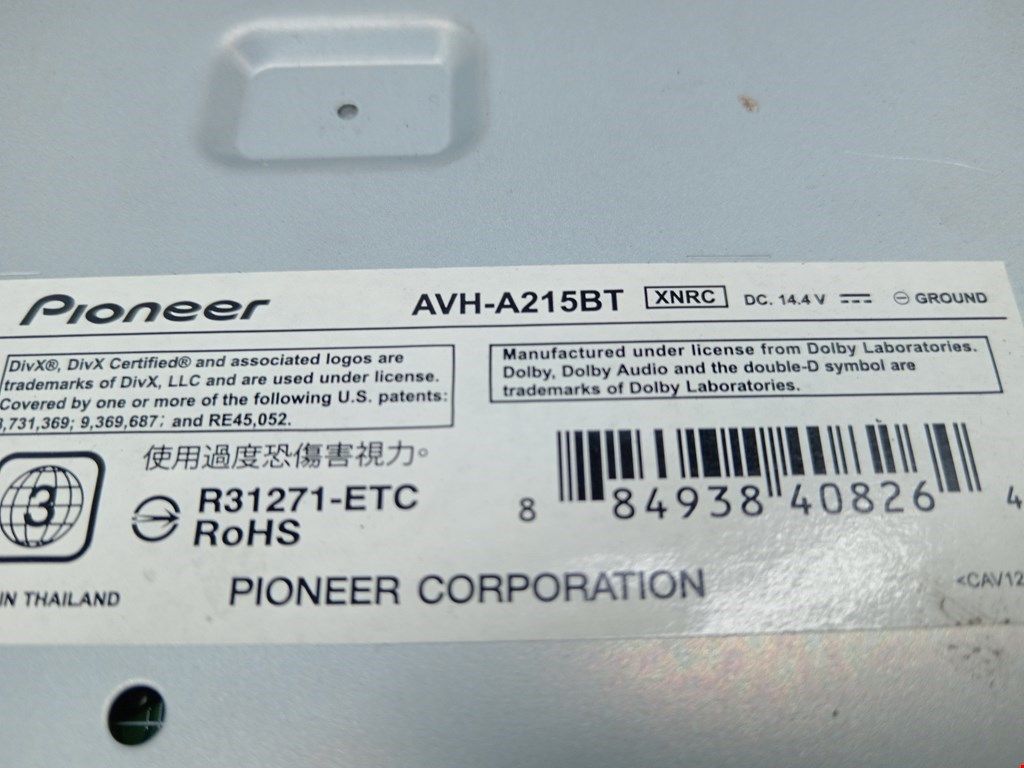 Pioneer
AVH-A215BT XNRC DC. 14.4 V GROUND
DivX®, DivX Certified® and associated logos are
trademarks of DivX, LLC and are used under license.
Covered by one or more of the following U.S. patents:
,731,369; 9,369,687; and RE45,052.
Manufactured under license from Dolby Laboratories.
Dolby, Dolby Audio and the double-D symbol are
trademarks of Dolby Laboratories.
使用過度恐傷害視力。
3
R31271-ETC
RoHS
8 84938 40826 4
IN THAILAND
PIONEER CORPORATION
<CAV12